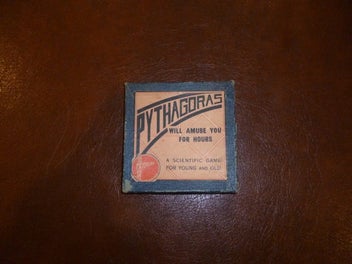 PYTHAGORAS
WILL AMUSE YOU
FOR HOURS
A SCIENTIFIC GAME
FOR YOUNG AND OLD